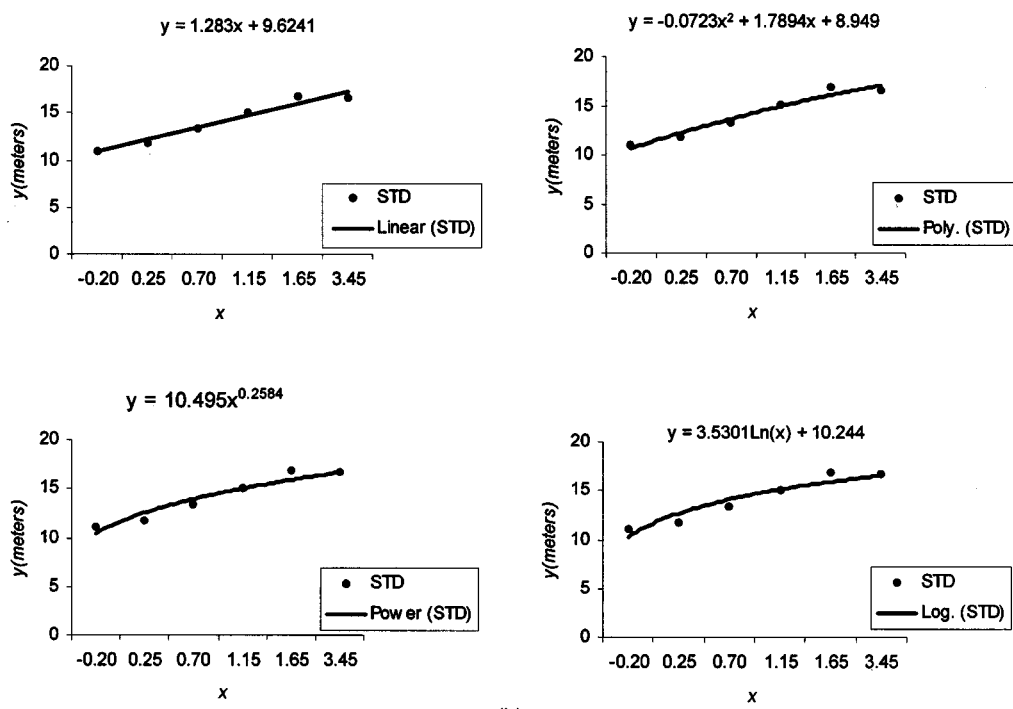 y = 1.283x + 9.6241
20
15
10
5
0
y(meters)
STD
Linear (STD)
-0.20 0.25 0.70 1.15 1.65 3.45
x
y = -0.0723x² + 1.7894x + 8.949
20
15
10
5
0
y(meters)
STD
Poly. (STD)
-0.20 0.25 0.70 1.15 1.65 3.45
x
y = 10.495x^0.2584
20
15
10
5
0
y(meters)
STD
Power (STD)
-0.20 0.25 0.70 1.15 1.65 3.45
x
y = 3.5301Ln(x) + 10.244
20
15
10
5
0
y(meters)
STD
Log. (STD)
-0.20 0.25 0.70 1.15 1.65 3.45
x